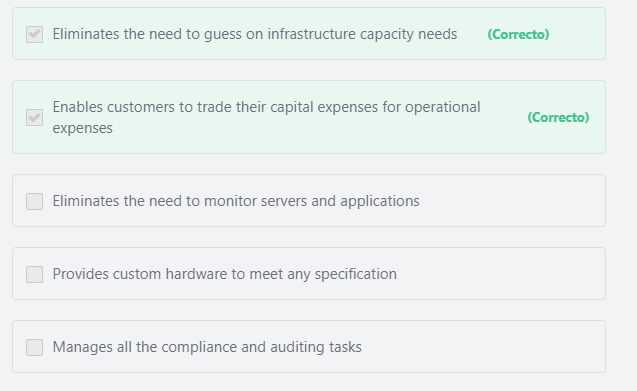 Eliminates the need to guess on infrastructure capacity needs (Correcto)
Enables customers to trade their capital expenses for operational
expenses (Correcto)
Eliminates the need to monitor servers and applications
Provides custom hardware to meet any specification
Manages all the compliance and auditing tasks